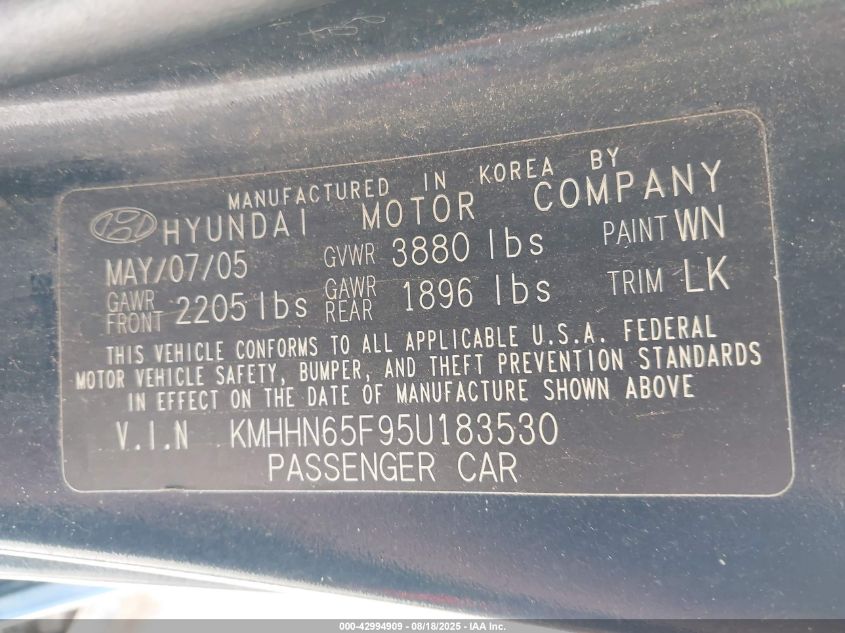 MANUFACTURED IN KOREA BY
HYUNDAI MOTOR COMPANY
MAY/07/05 GVWR 3880 lbs PAINT WN
GAWR FRONT 2205 lbs GAWR REAR 1896 lbs TRIM LK
THIS VEHICLE CONFORMS TO ALL APPLICABLE U.S.A. FEDERAL
MOTOR VEHICLE SAFETY, BUMPER, AND THEFT PREVENTION STANDARDS
IN EFFECT ON THE DATE OF MANUFACTURE SHOWN ABOVE
V.I.N KMHHN65F95U183530
PASSENGER CAR
000-42994909 - 08/18/2025 - IAA Inc.